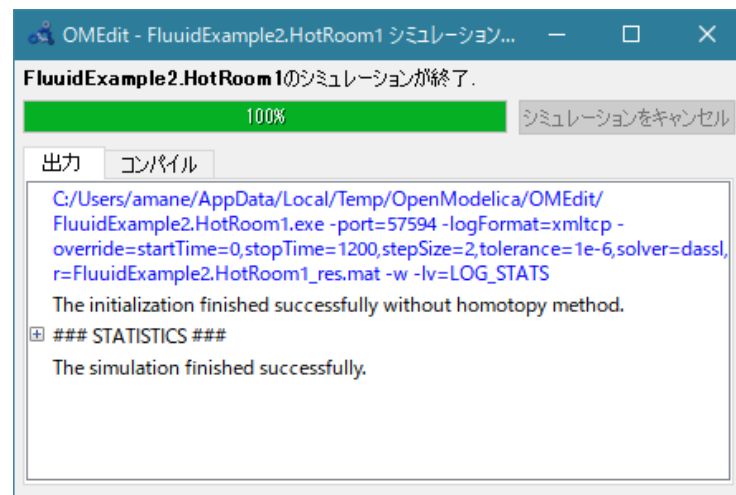 OMEdit - FluuidExample2.HotRoom1 シミュレーション...
FluuidExample2.HotRoom1のシミュレーションが終了.
100%
シミュレーションをキャンセル
出力 コンパイル
C:/Users/amane/AppData/Local/Temp/OpenModelica/OMEdit/
FluuidExample2.HotRoom1.exe -port=57594 -logFormat=xmltcp -
override=startTime=0,stopTime=1200,stepSize=2,tolerance=1e-6,solver=dassl,
r=FluuidExample2.HotRoom1_res.mat -w -lv=LOG_STATS
The initialization finished successfully without homotopy method.
### STATISTICS ###
The simulation finished successfully.